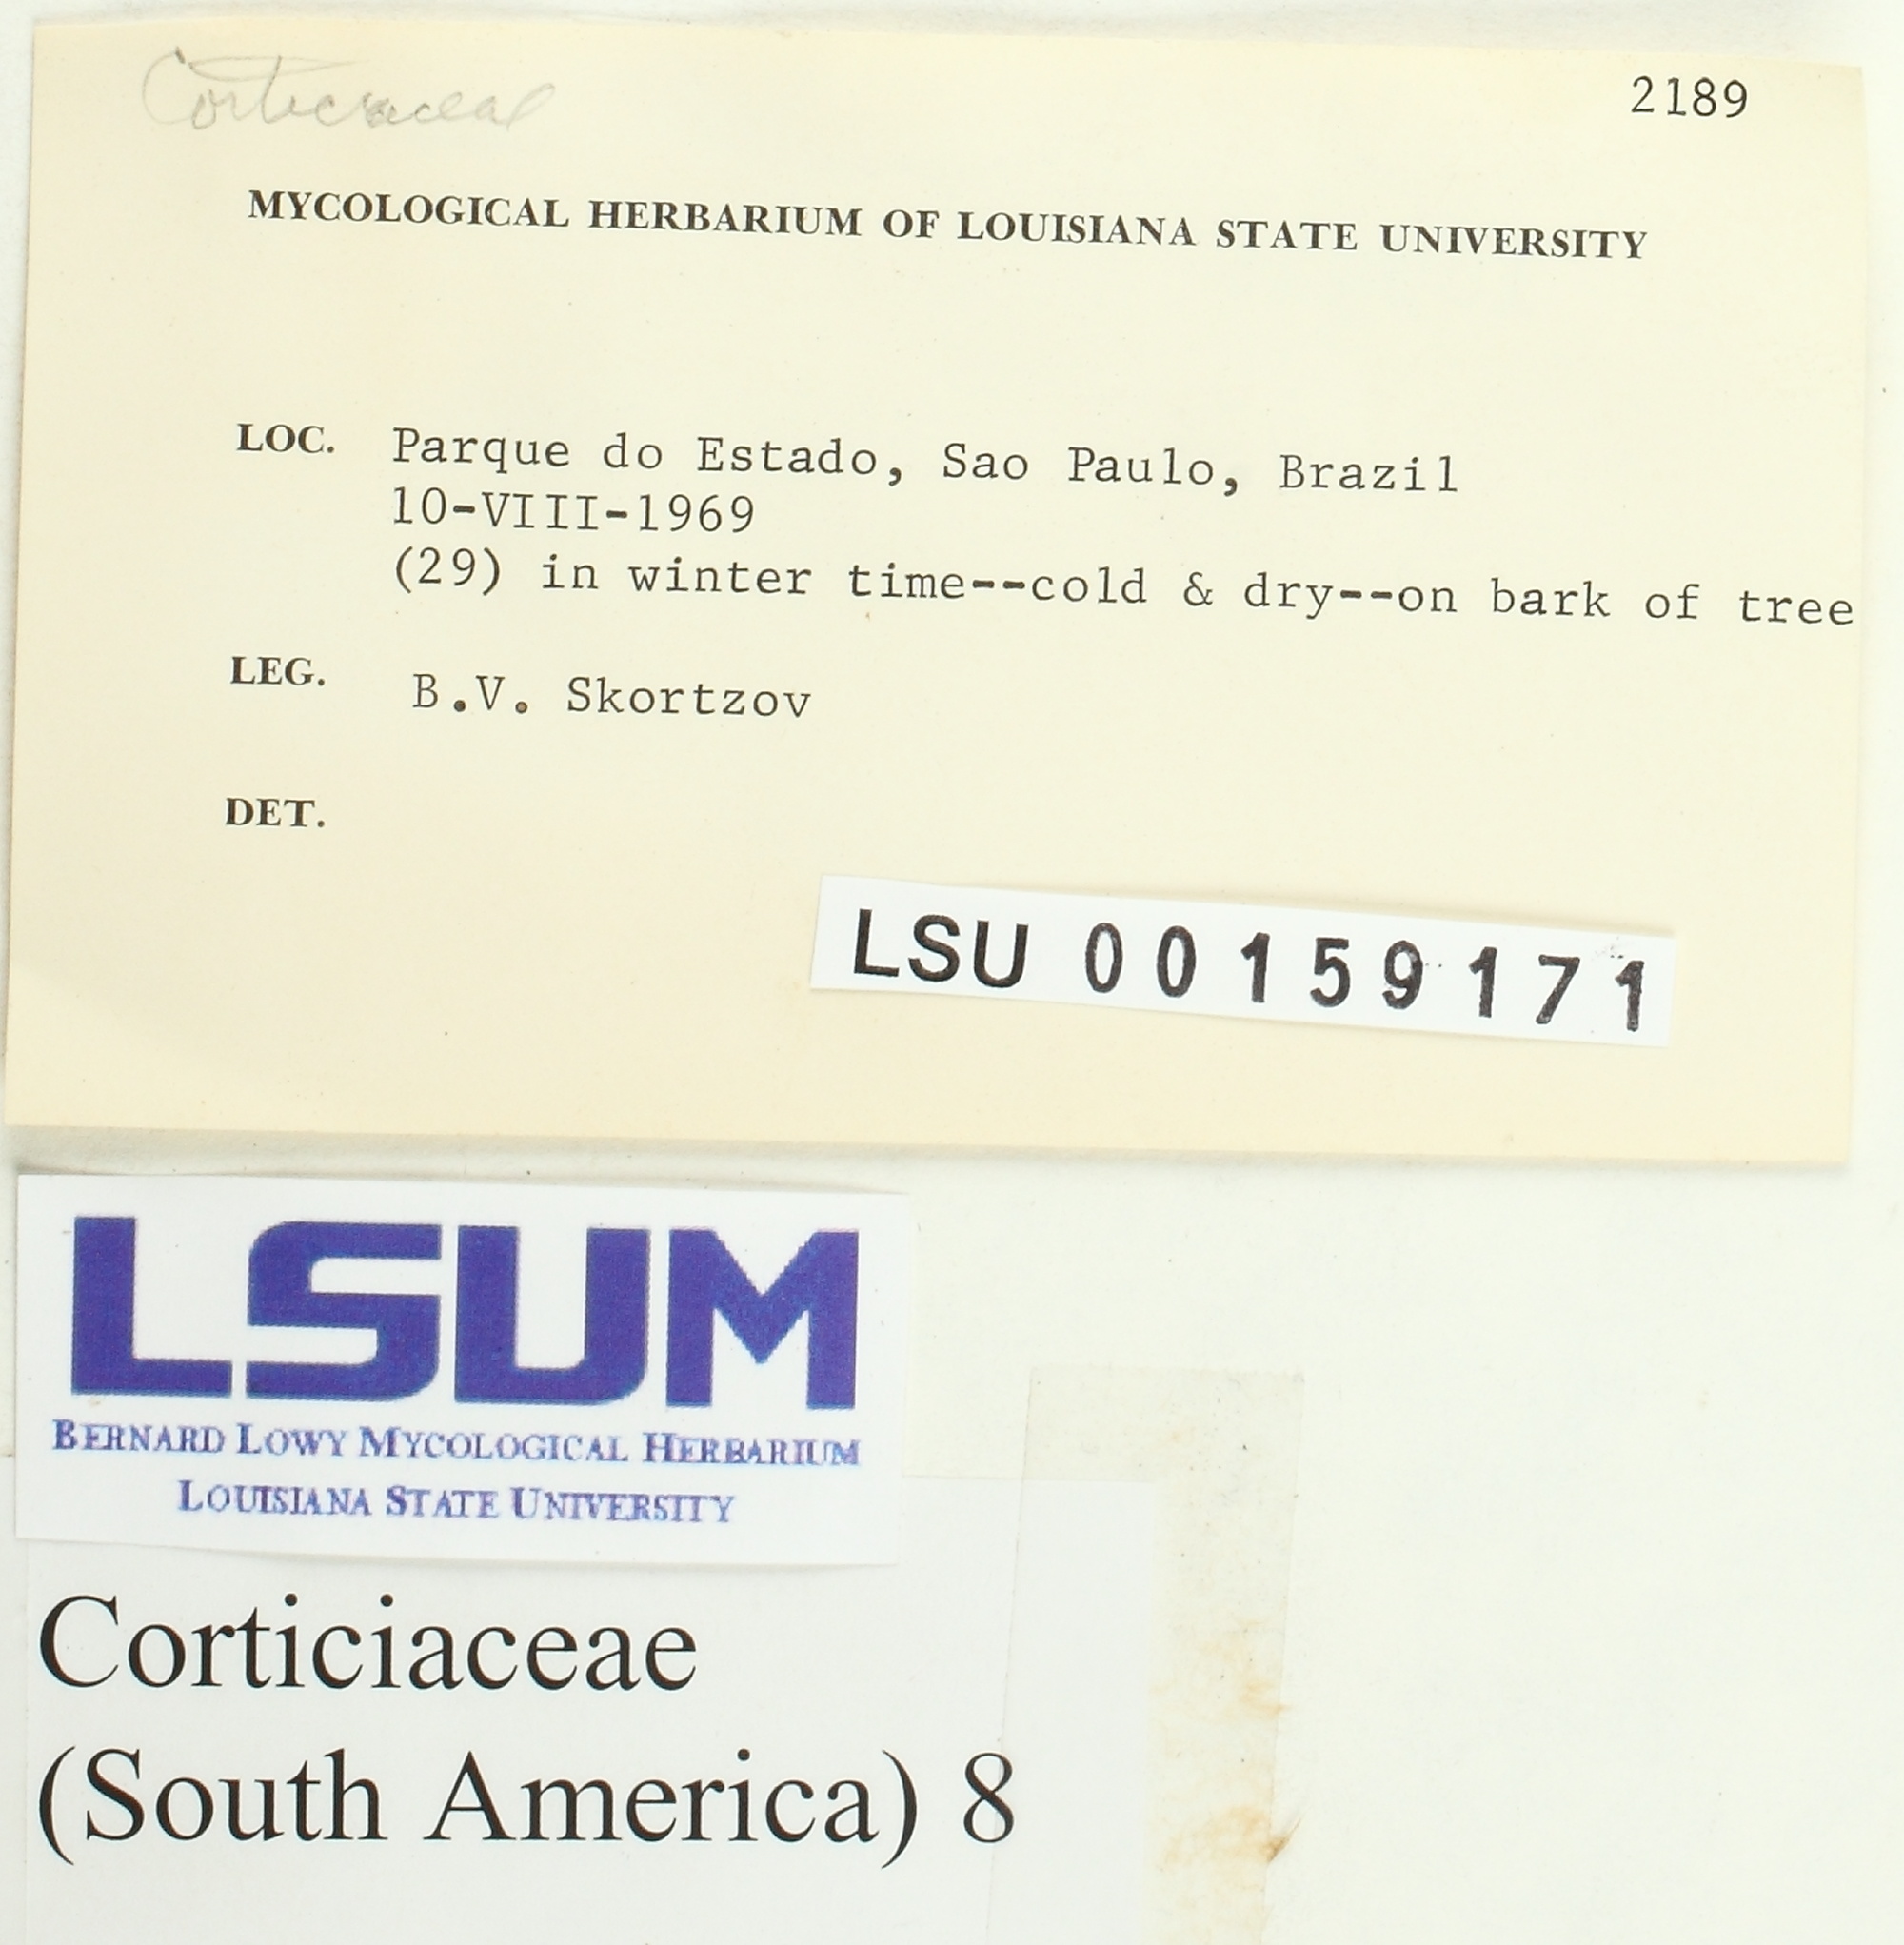 Corticiaceae
2189
MYCOLOGICAL HERBARIUM OF LOUISIANA STATE UNIVERSITY
LOC. Parque do Estado, Sao Paulo, Brazil
10-VIII-1969
(29) in winter time--cold & dry--on bark of tree
LEG. B.V. Skortzov
DET.
LSU 00159171
LSUM
BERNARD LOWY MYCOLOGICAL HERBARIUM
LOUISIANA STATE UNIVERSITY
Corticiaceae
(South America) 8